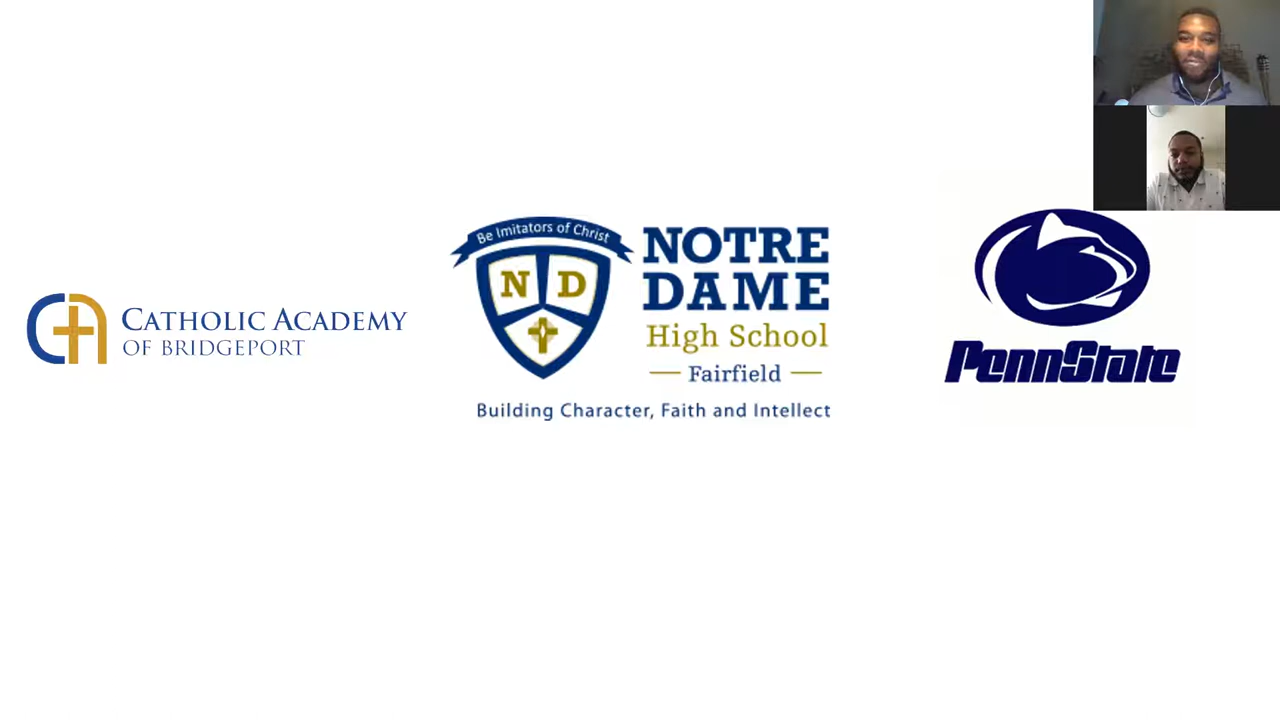 CATHOLIC ACADEMY
OF BRIDGEPORT
Be Imitators of Christ
N D
NOTRE
DAME
High School
Fairfield
Building Character, Faith and Intellect
PennState